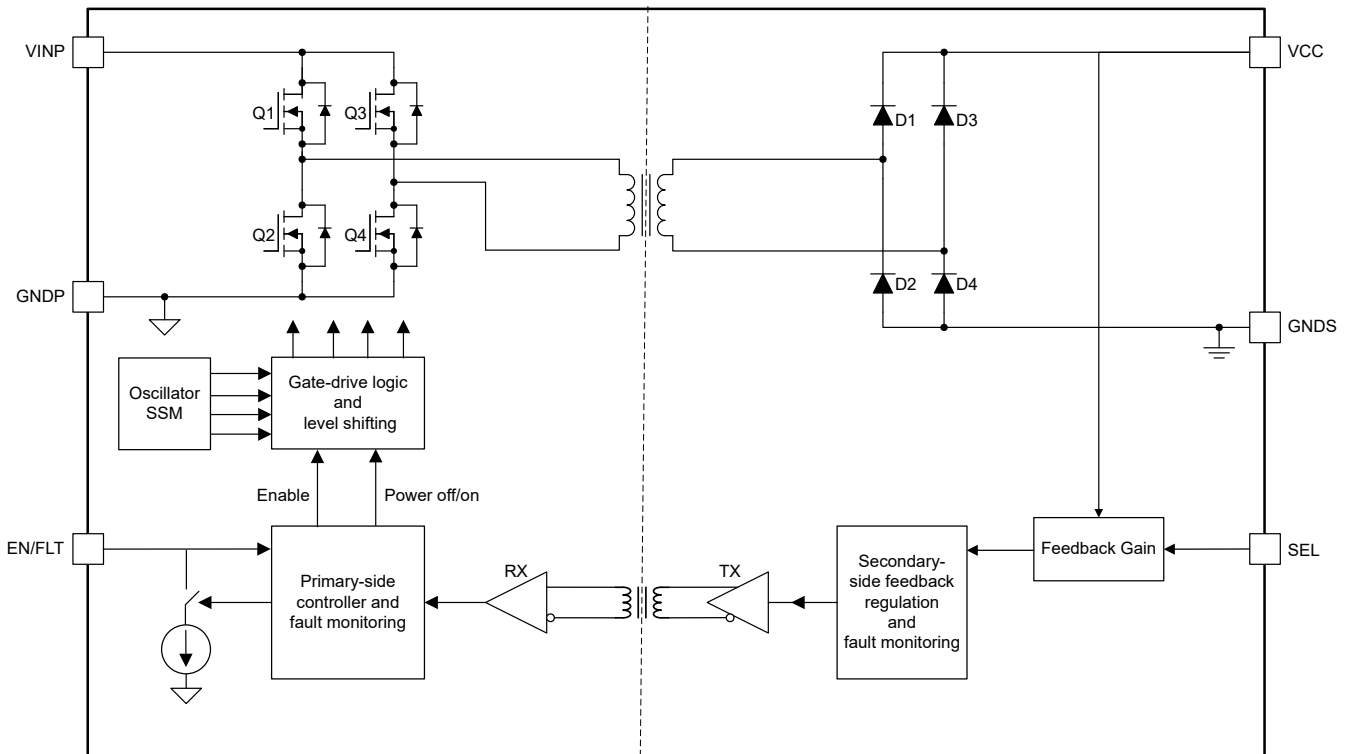 VINP
VCC
Q1
Q3
D1
D3
Q2
Q4
D2
D4
GNDP
GNDS
Oscillator
SSM
Gate-drive logic
and
level shifting
Enable
Power off/on
EN/FLT
Primary-side
controller and
fault monitoring
RX
TX
Secondary-
side feedback
regulation
and
fault monitoring
Feedback Gain
SEL